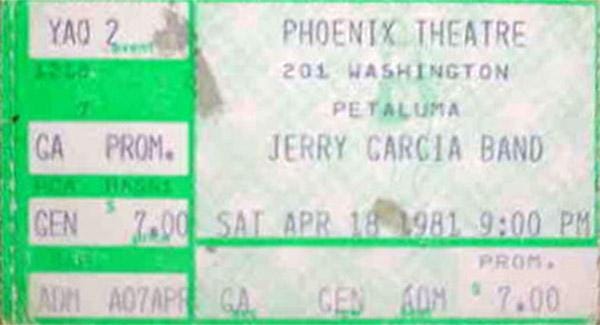 YAO 2
event
PHOENIX THEATRE
201 WASHINGTON
PETALUMA
GA PROM.
JERRY GARCIA BAND
GEN $ 7.00
SAT APR 18 1981 9:00 PM
PROM.
ADM A07APR
GA GEN ADM $ 7.00